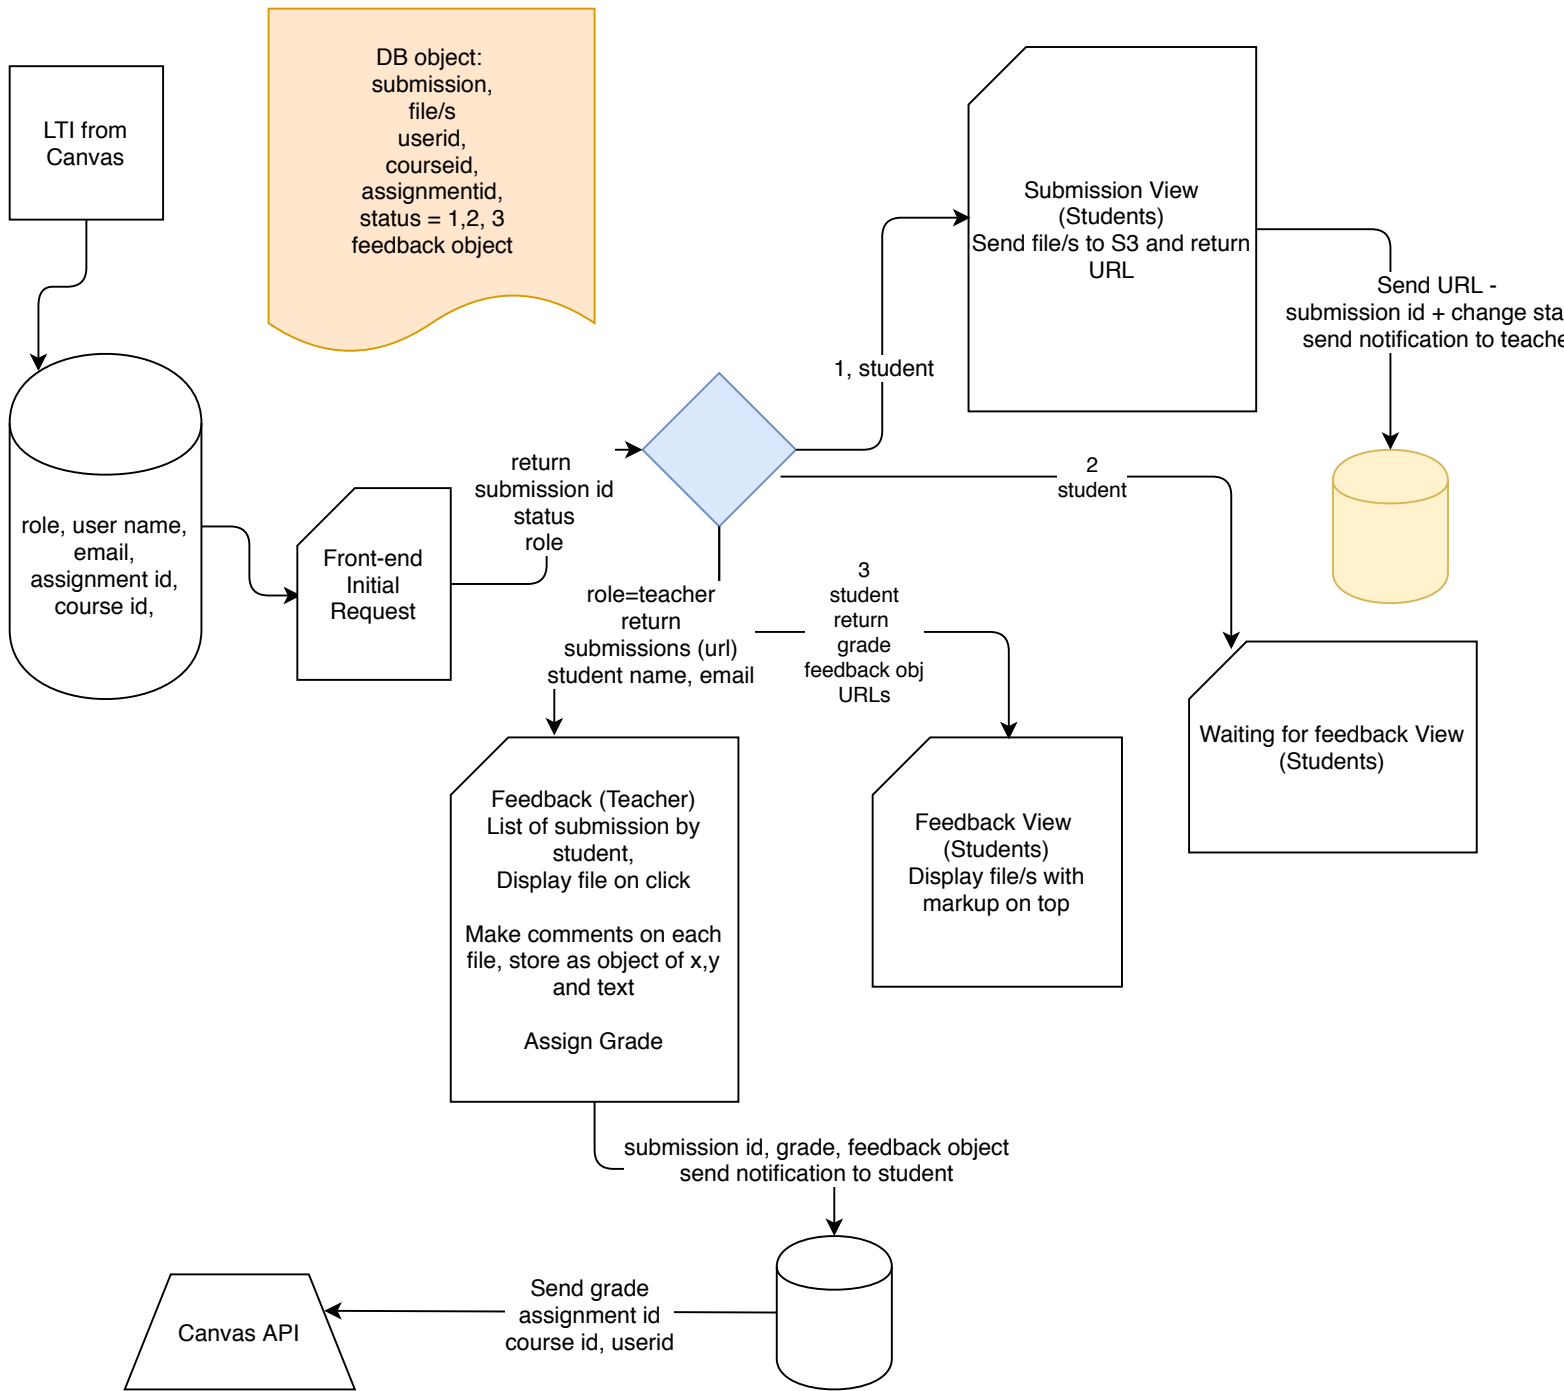 DB object:
submission,
file/s
userid,
courseid,
assignmentid,
status = 1,2, 3
feedback object
LTI from
Canvas
Submission View
(Students)
Send file/s to S3 and return
URL
Send URL -
submission id + change sta
send notification to teache
1, student
return
submission id
status
role
2
student
role, user name,
email,
assignment id,
course id,
Front-end
Initial
Request
role=teacher
return
submissions (url)
student name, email
3
student
return
grade
feedback obj
URLs
Waiting for feedback View
(Students)
Feedback (Teacher)
List of submission by
student,
Display file on click
Make comments on each
file, store as object of x,y
and text
Assign Grade
Feedback View
(Students)
Display file/s with
markup on top
submission id, grade, feedback object
send notification to student
Send grade
assignment id
course id, userid
Canvas API